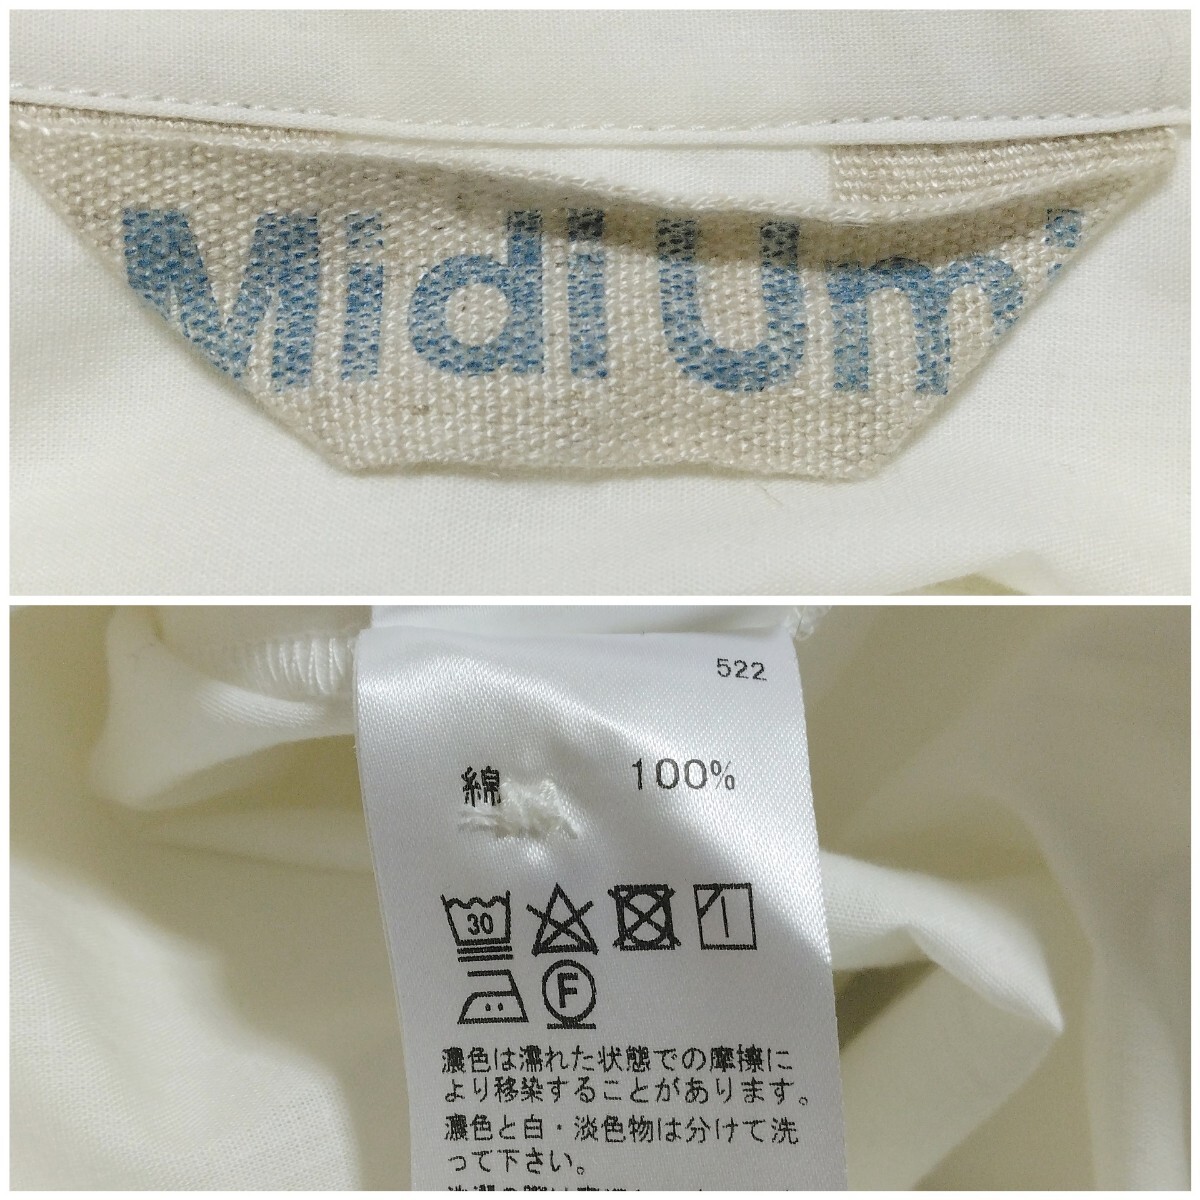 MidiUmi
522
綿 100%
30
F
濃色は濡れた状態での摩擦に
より移染することがあります。
濃色と白・淡色物は分けて洗
って下さい。